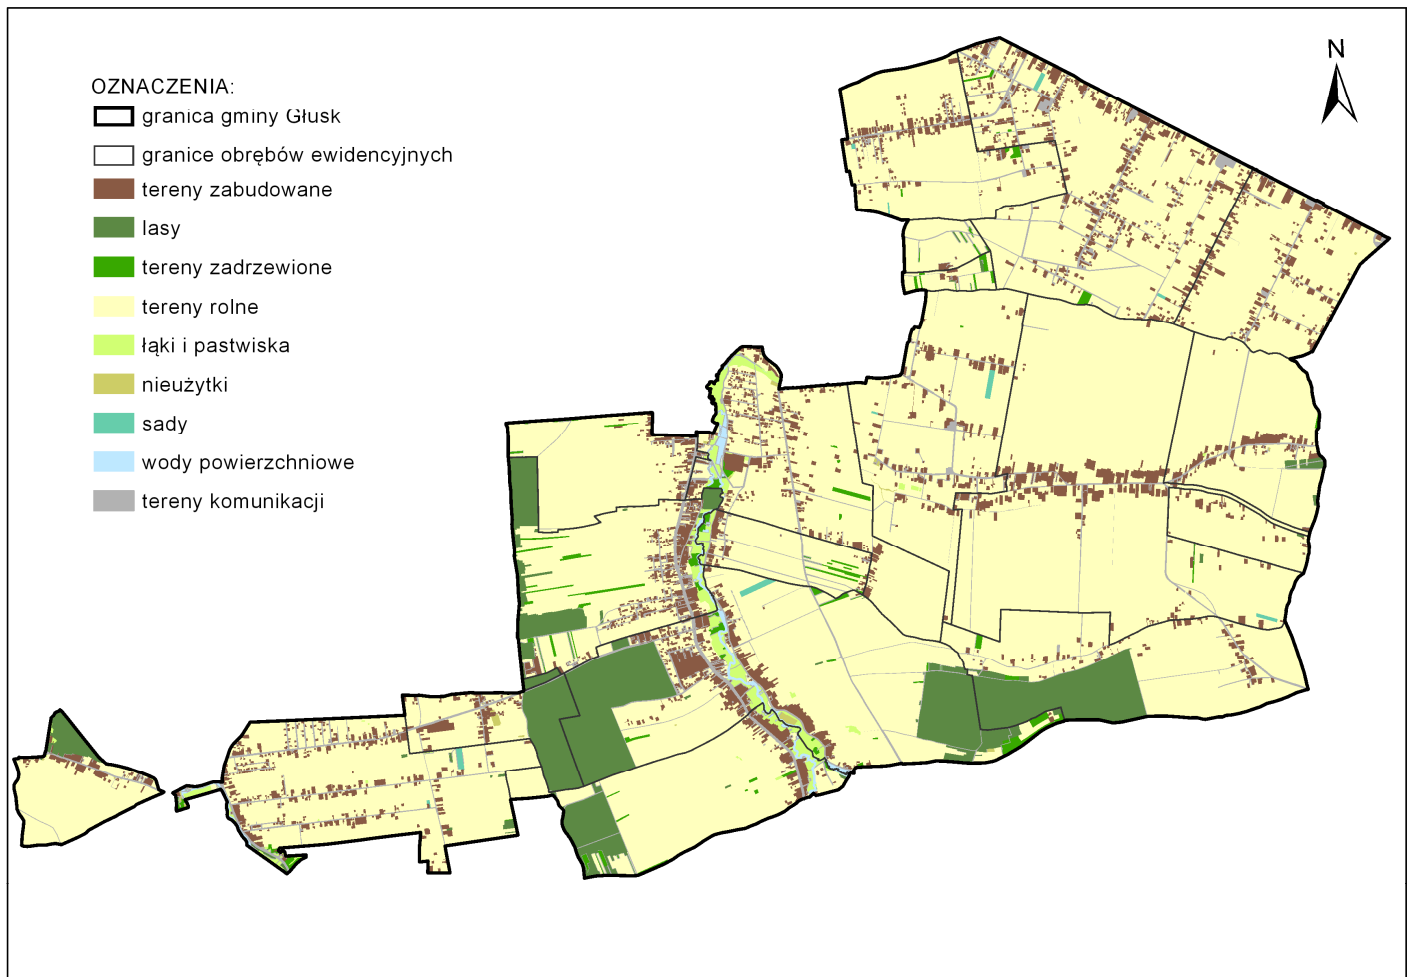 N
OZNACZENIA:
granica gminy Głusk
granice obrębów ewidencyjnych
tereny zabudowane
lasy
tereny zadrzewione
tereny rolne
łąki i pastwiska
nieużytki
sady
wody powierzchniowe
tereny komunikacji